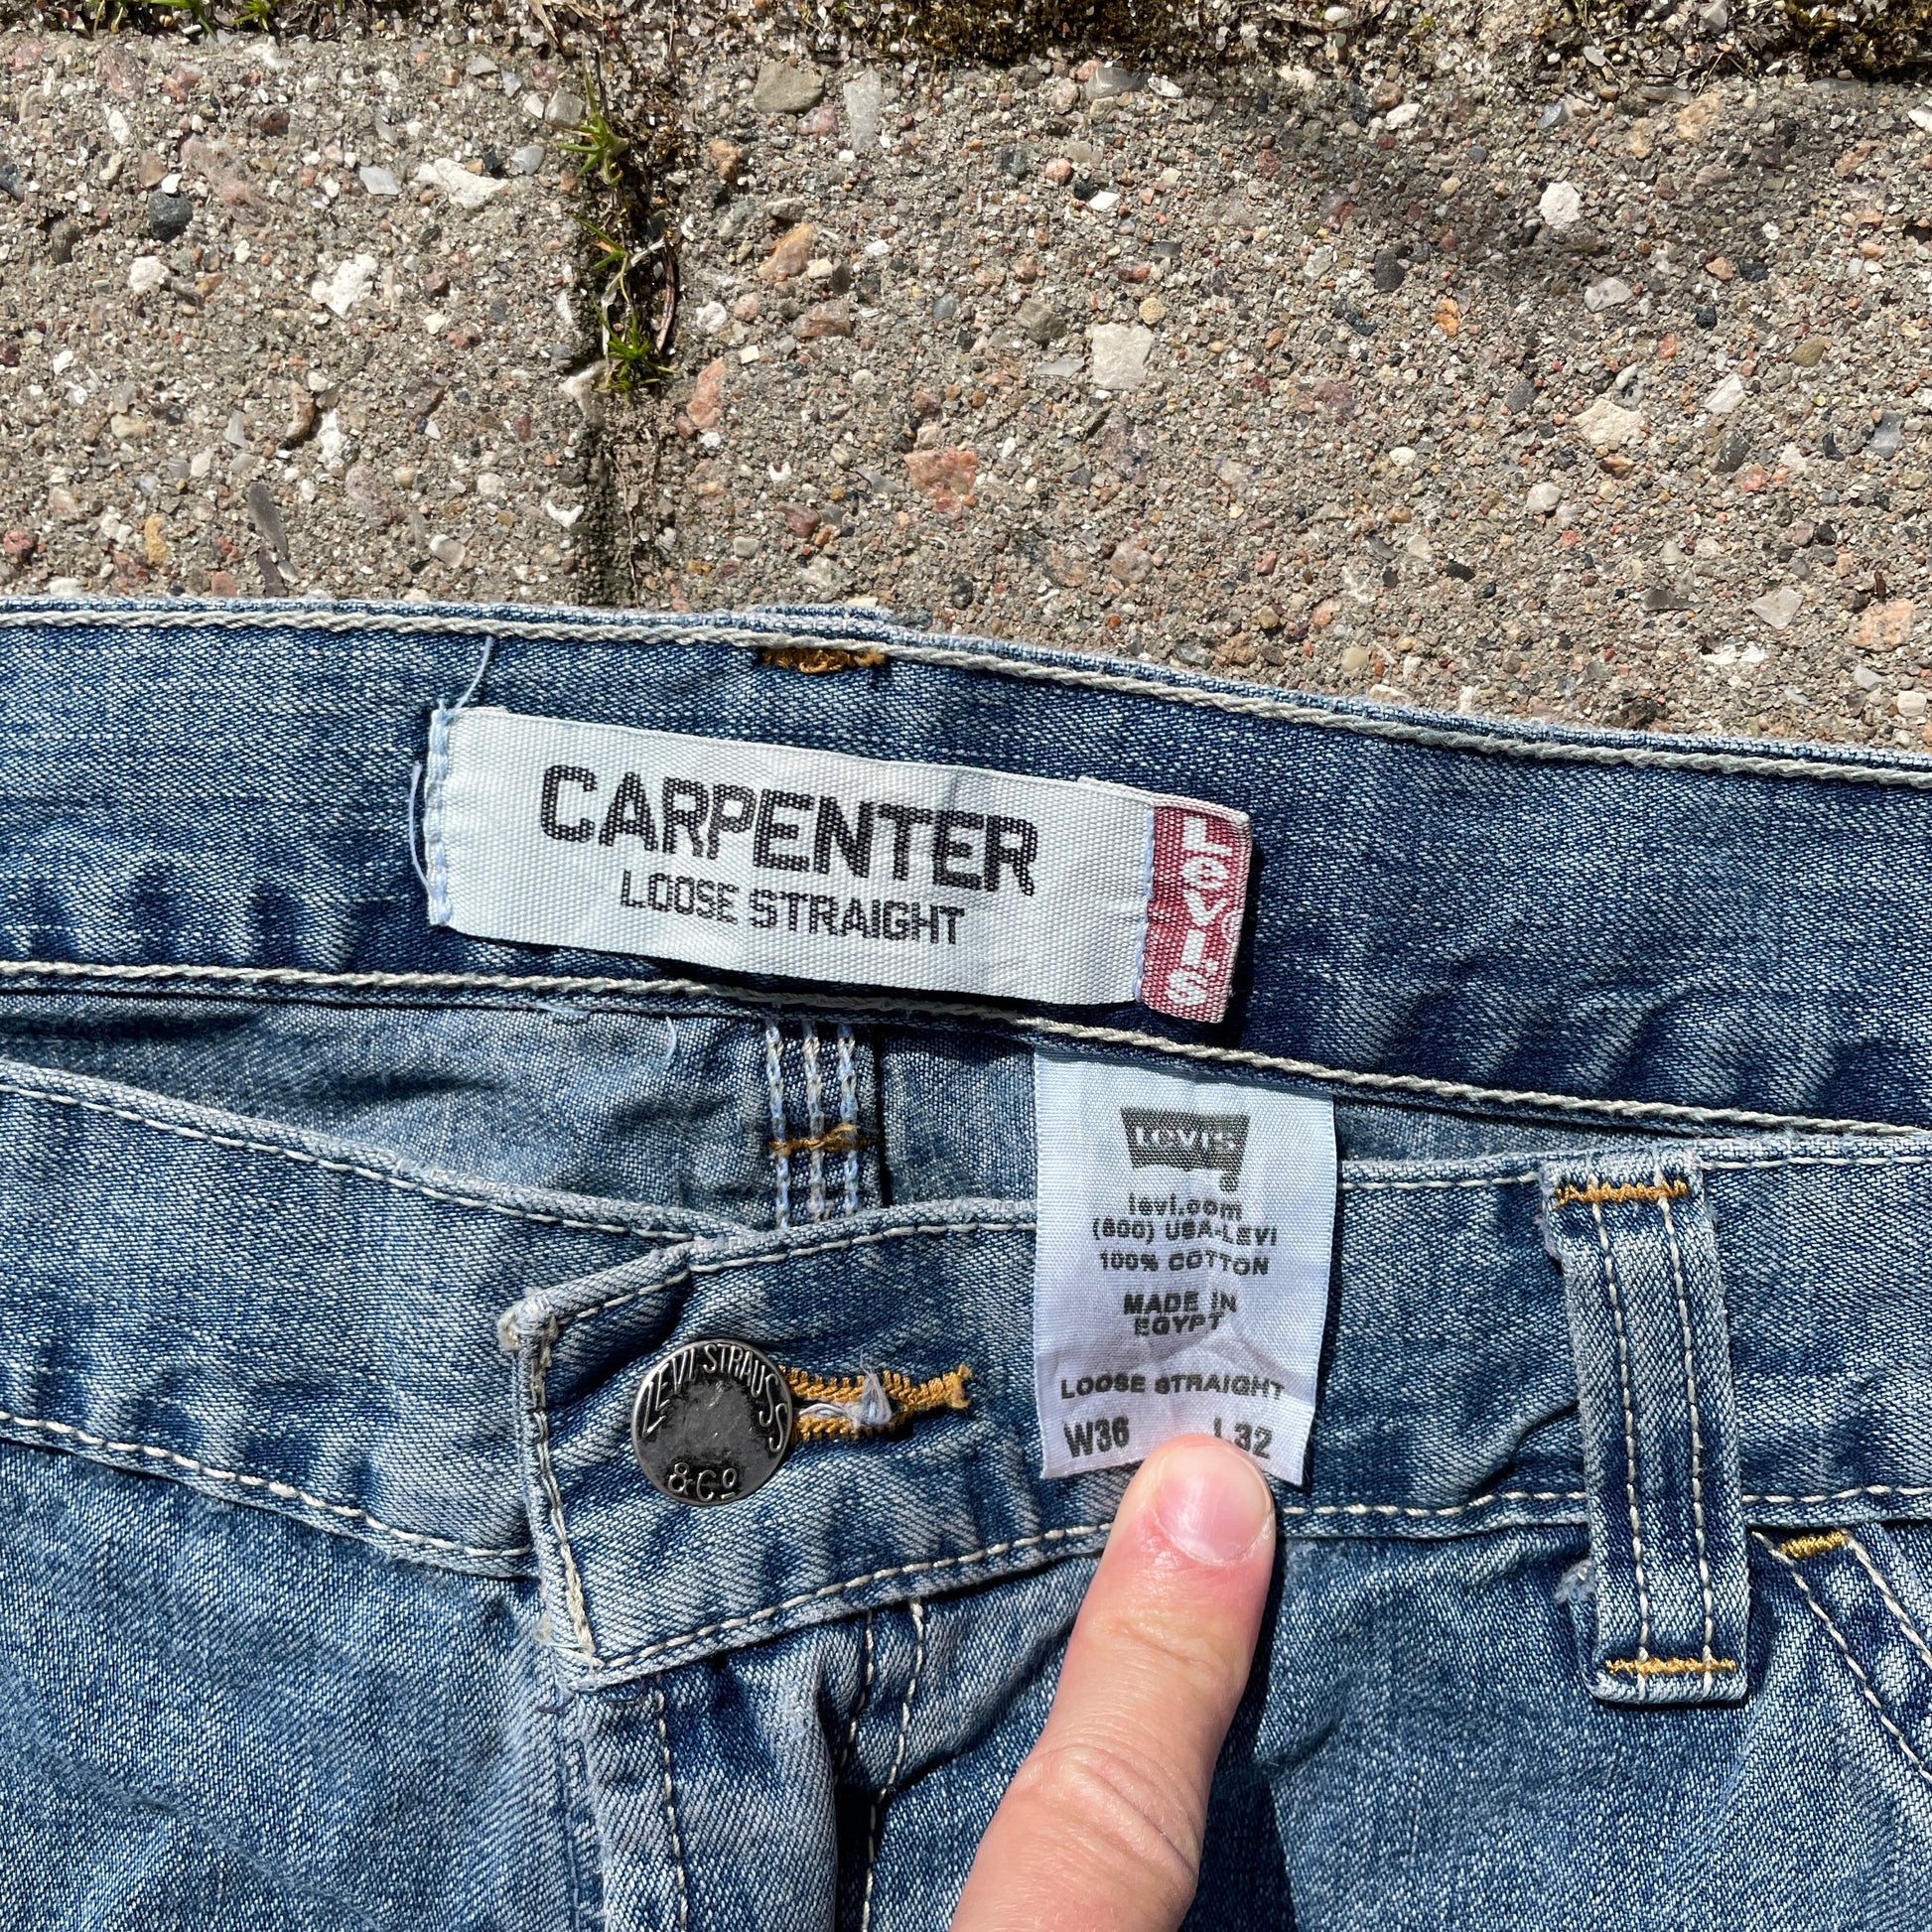 CARPENTER
LOOSE STRAIGHT
Levi's
Levi's
levi.com
(800) USA-LEVI
100% COTTON
MADE IN
EGYPT
LOOSE STRAIGHT
W36 L32
LEVI STRAUSS
& Co